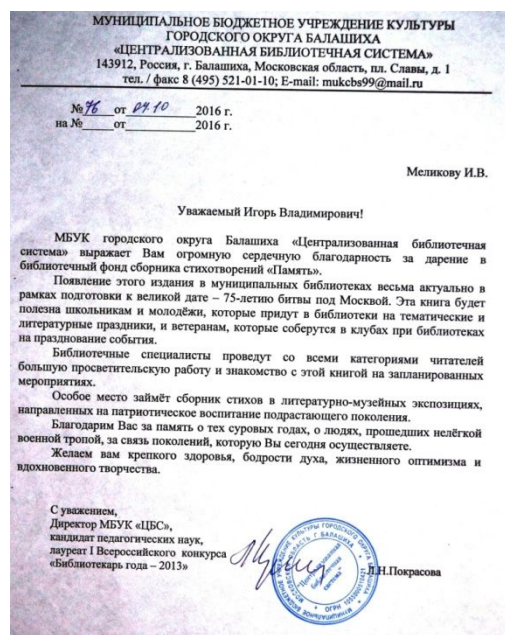 МУНИЦИПАЛЬНОЕ БЮДЖЕТНОЕ УЧРЕЖДЕНИЕ КУЛЬТУРЫ
ГОРОДСКОГО ОКРУГА БАЛАШИХА
«ЦЕНТРАЛИЗОВАННАЯ БИБЛИОТЕЧНАЯ СИСТЕМА»
143912, Россия, г. Балашиха, Московская область, пл. Славы, д. 1
тел. / факс 8 (495) 521-01-10; E-mail: mukcbs99@mail.ru
№ 76 от 04.10 2016 г.
на №_____от__________2016 г.
Меликову И.В.
Уважаемый Игорь Владимирович!
МБУК городского округа Балашиха «Централизованная библиотечная
система» выражает Вам огромную сердечную благодарность за дарение в
библиотечный фонд сборника стихотворений «Память».
Появление этого издания в муниципальных библиотеках весьма актуально в
рамках подготовки к великой дате – 75-летию битвы под Москвой. Эта книга будет
полезна школьникам и молодёжи, которые придут в библиотеки на тематические и
литературные праздники, и ветеранам, которые соберутся в клубах при библиотеках
на празднование события.
Библиотечные специалисты проведут со всеми категориями читателей
большую просветительскую работу и знакомство с этой книгой на запланированных
мероприятиях.
Особое место займёт сборник стихов в литературно-музейных экспозициях,
направленных на патриотическое воспитание подрастающего поколения.
Благодарим Вас за память о тех суровых годах, о людях, прошедших нелёгкой
военной тропой, за связь поколений, которую Вы сегодня осуществляете.
Желаем вам крепкого здоровья, бодрости духа, жизненного оптимизма и
вдохновенного творчества.
С уважением,
Директор МБУК «ЦБС»,
кандидат педагогических наук,
лауреат I Всероссийского конкурса
«Библиотекарь года – 2013»
Л.Н.Покрасова
"Централизованная
библиотечная
система"